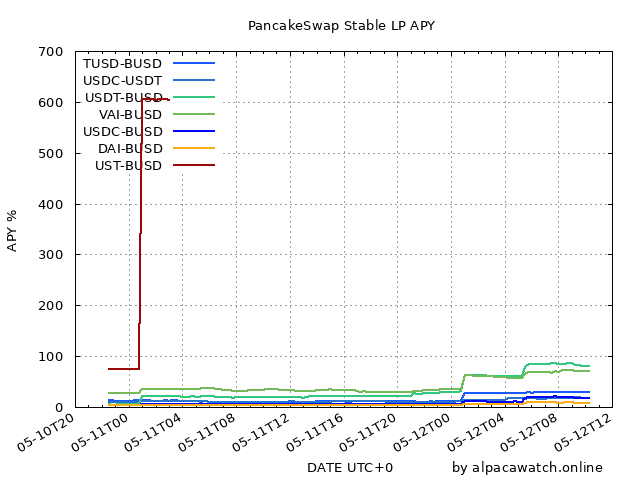 PancakeSwap Stable LP APY
700
600
500
400
300
200
100
0
APY %
TUSD-BUSD
USDC-USDT
USDT-BUSD
VAI-BUSD
USDC-BUSD
DAI-BUSD
UST-BUSD
05-10T20
05-11T00
05-11T04
05-11T08
05-11T12
05-11T16
05-11T20
05-12T00
05-12T04
05-12T08
05-12T12
DATE UTC+0
by alpacawatch.online